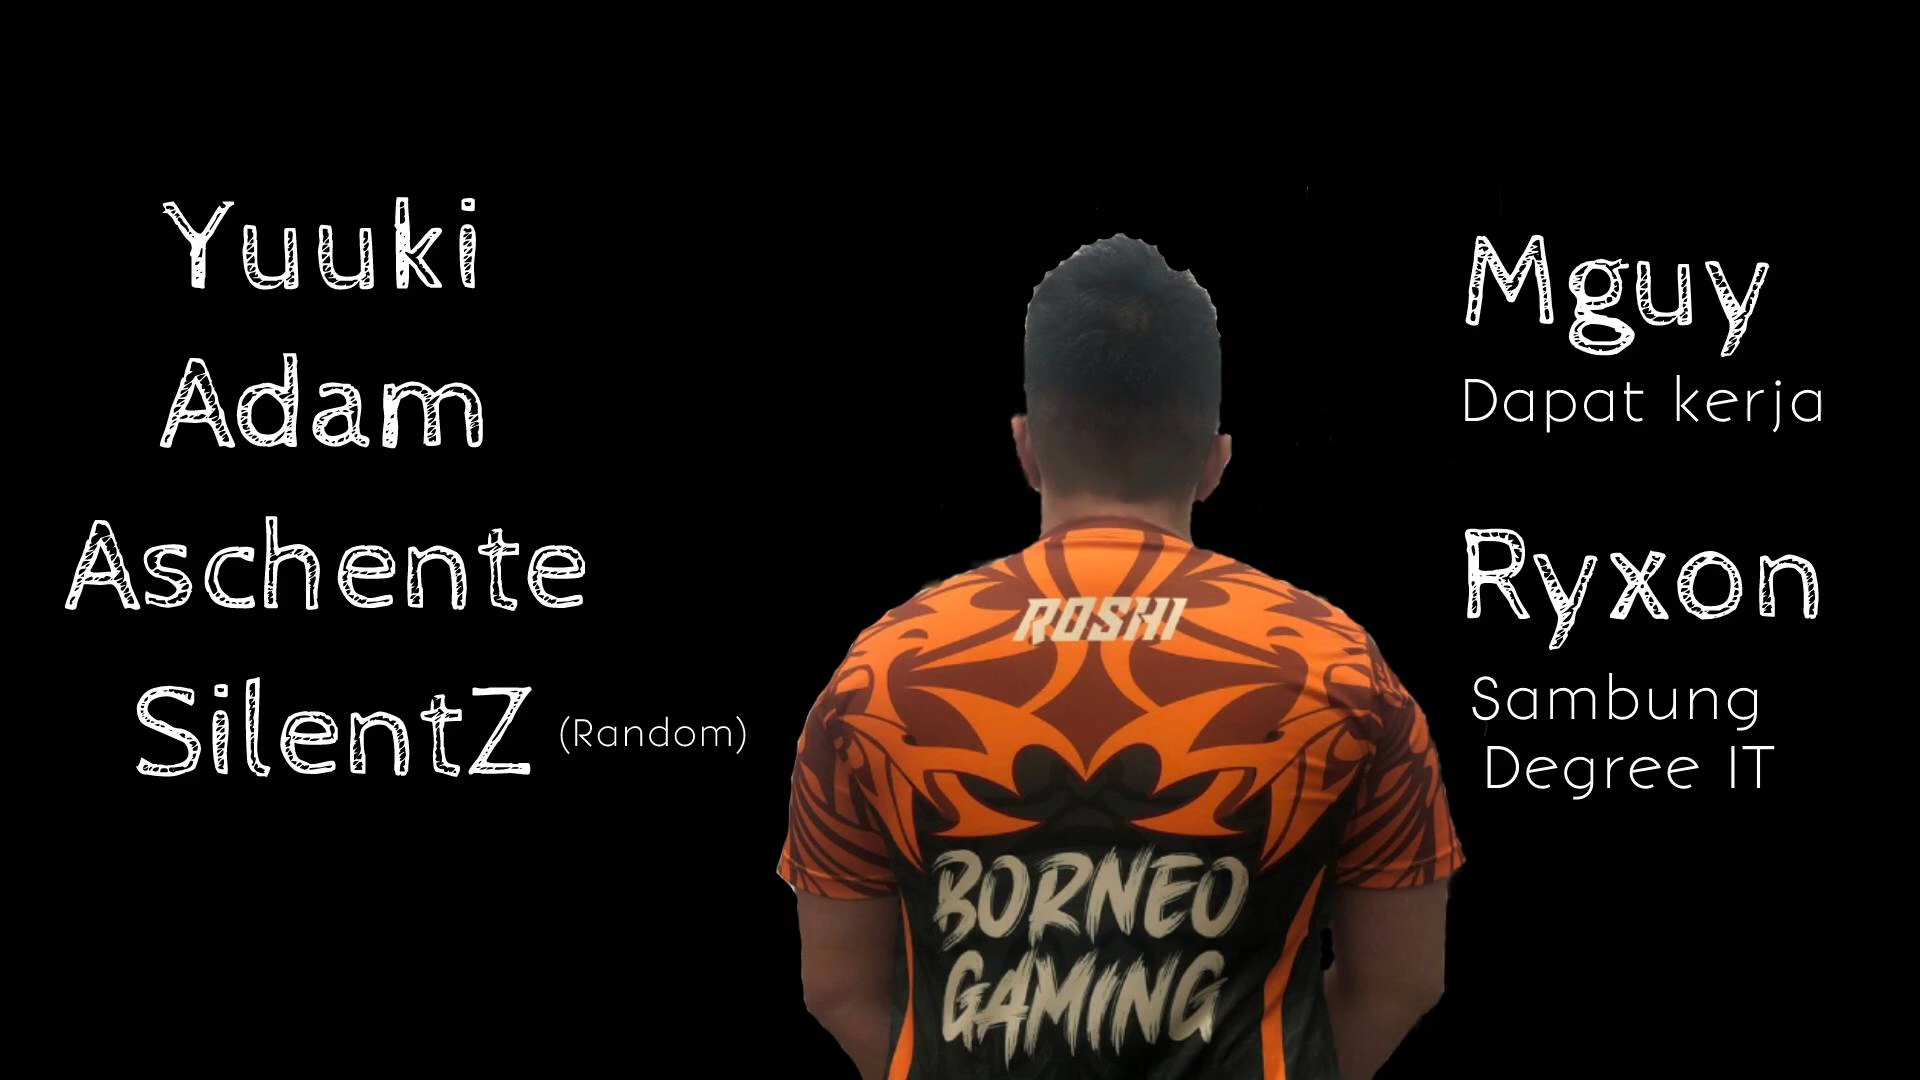 Yuuki
Adam
Aschente
SilentZ (Random)
ROSHI
BORNEO
GAMING
Mguy
Dapat kerja
Ryxon
Sambung
Degree IT